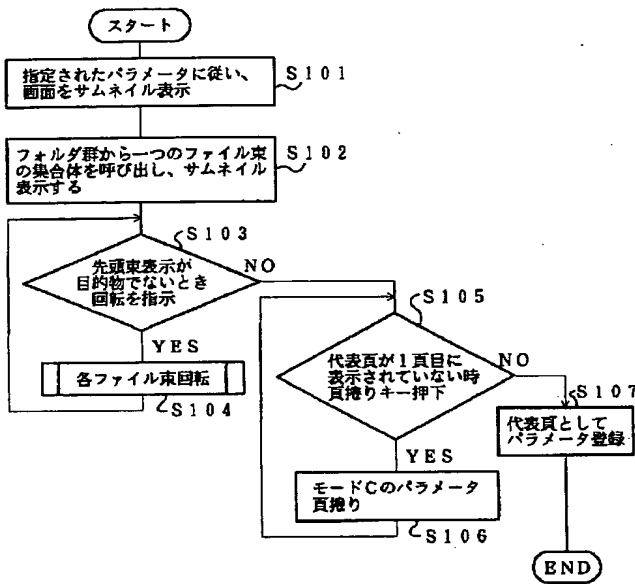 スタート
指定されたパラメータに従い、
画面をサムネイル表示
S101
フォルダ群から一つのファイル束
の集合体を呼び出し、サムネイル
表示する
S102
S103
先頭束表示が
目的物でないとき
回転を指示
NO
YES
各ファイル束回転
S104
S105
代表頁が1頁目に
表示されていない時
頁捲りキー押下
NO
YES
モードCのパラメータ
頁捲り
S106
S107
代表頁として
パラメータ登録
END